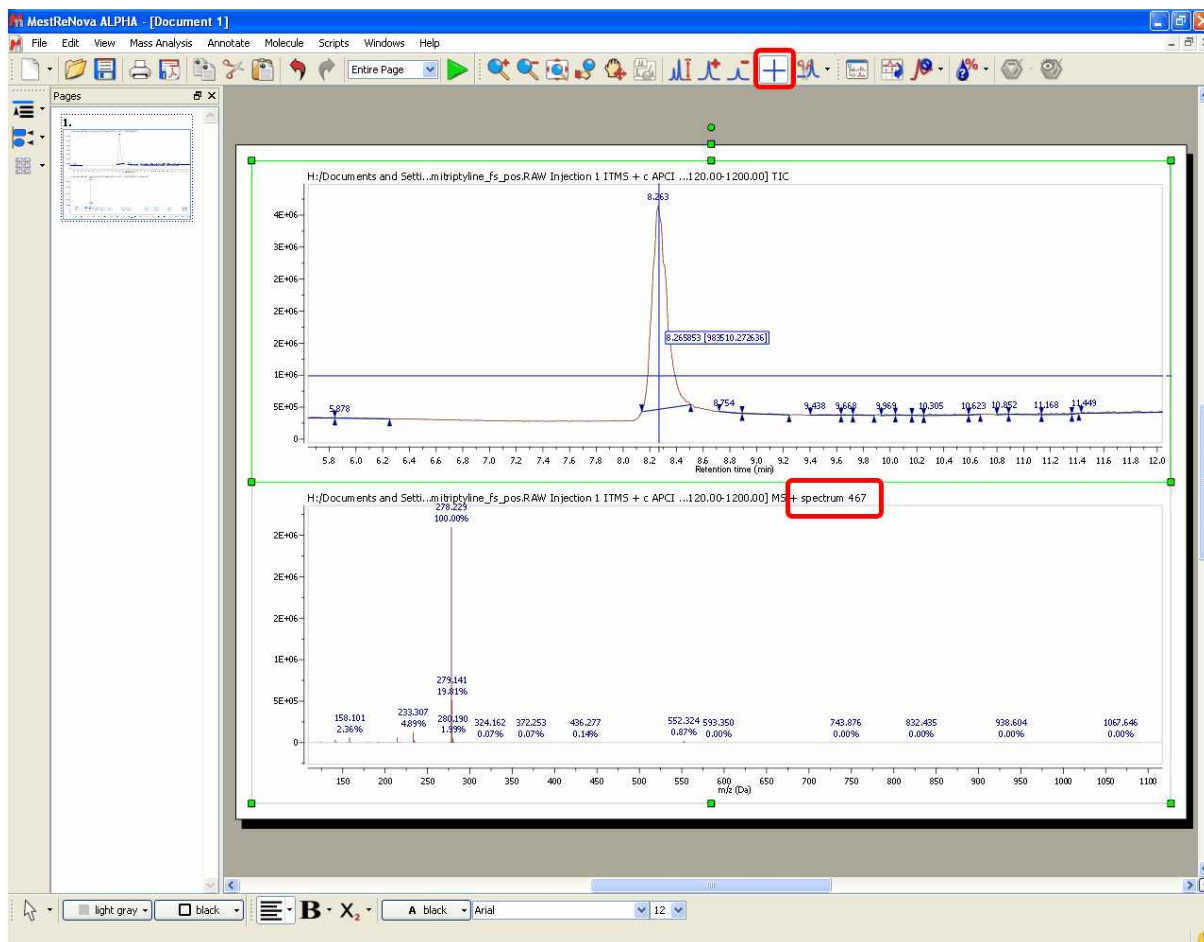 MestReNova ALPHA - [Document 1]
File Edit View Mass Analysis Annotate Molecule Scripts Windows Help
Entire Page
Pages
1.
H:/Documents and Setti...mitriptyline_fs_pos.RAW Injection 1 ITMS + c APCI ...120.00-1200.00] TIC
8.263
4E+06
3E+06
2E+06
2E+06
2E+06
8.265853 [983510.272636]
1E+06
5E+05
5.878 8.754 9.438 9.668 9.969 10.305 10.623 10.852 11.168 11.449
0
5.8 6.0 6.2 6.4 6.6 6.8 7.0 7.2 7.4 7.6 7.8 8.0 8.2 8.4 8.6 8.8 9.0 9.2 9.4 9.6 9.8 10.0 10.2 10.4 10.6 10.8 11.0 11.2 11.4 11.6 11.8 12.0
Retention time (min)
H:/Documents and Setti...mitriptyline_fs_pos.RAW Injection 1 ITMS + c APCI ...120.00-1200.00] MS + spectrum 467
278.229
100.00%
2E+06
2E+06
2E+06
1E+06
279.141
19.81%
5E+05
158.101 233.307 280.190 324.162 372.253 436.277 552.324 593.350 743.876 832.435 938.604 1067.646
2.36% 4.89% 1.99% 0.07% 0.07% 0.14% 0.87% 0.00% 0.00% 0.00% 0.00% 0.00%
0
150 200 250 300 350 400 450 500 550 600 650 700 750 800 850 900 950 1000 1050 1100
m/z (Da)
light gray black B X₂ A black Arial 12